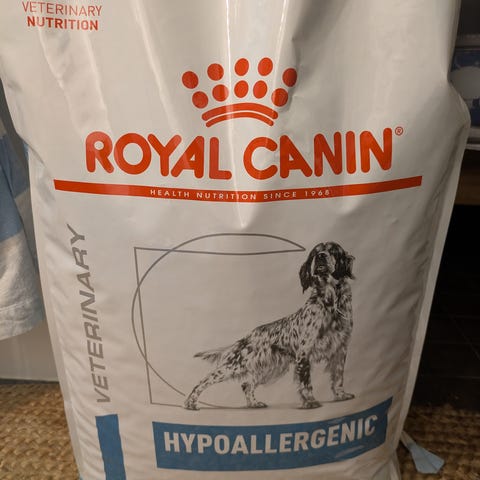 VETERINARY
NUTRITION
ROYAL CANIN®
HEALTH NUTRITION SINCE 1968
VETERINARY
HYPOALLERGENIC